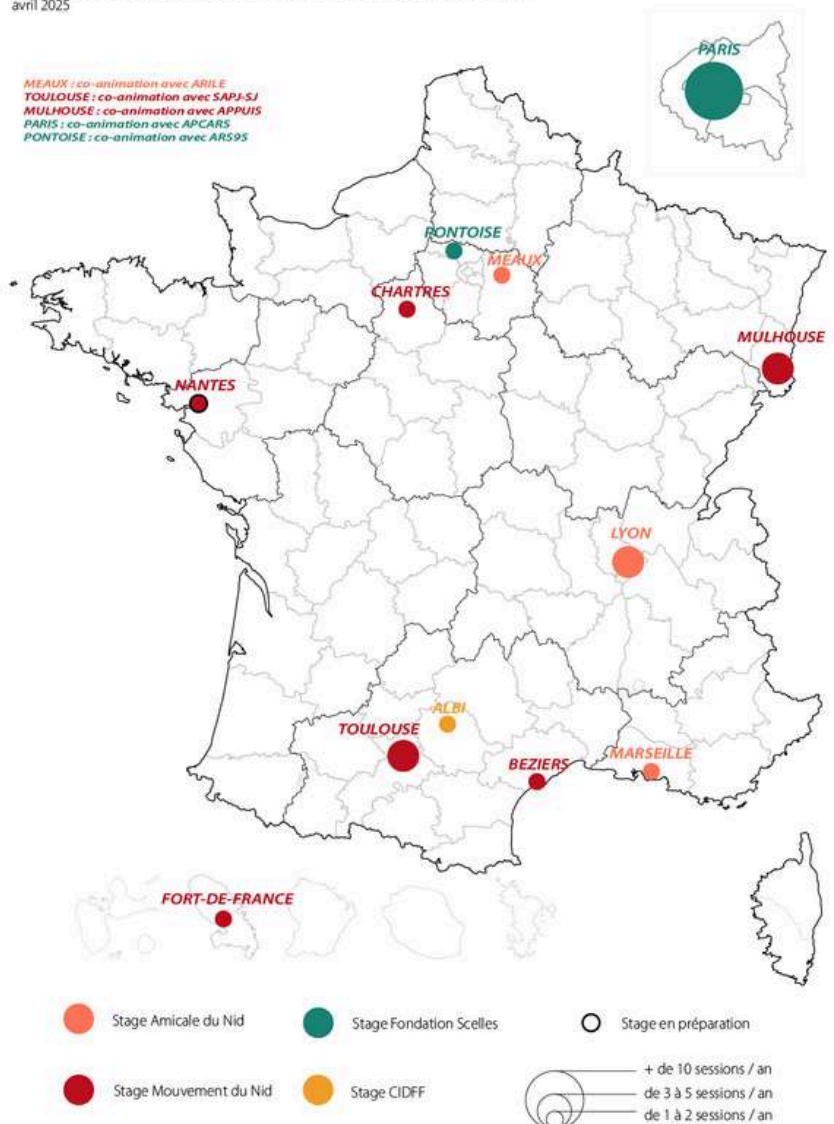 avril 2025
MEAUX : co-animation avec ARILE
TOULOUSE : co-animation avec SAPJ-SJ
MULHOUSE : co-animation avec APPUIS
PARIS : co-animation avec APCARS
PONTOISE : co-animation avec ARS95
PARIS
PONTOISE
MEAUX
CHARTRES
MULHOUSE
NANTES
LYON
ALBI
TOULOUSE
BEZIERS
MARSEILLE
FORT-DE-FRANCE
Stage Amicale du Nid
Stage Fondation Scelles
Stage en préparation
Stage Mouvement du Nid
Stage CIDFF
+ de 10 sessions / an
de 3 à 5 sessions / an
de 1 à 2 sessions / an